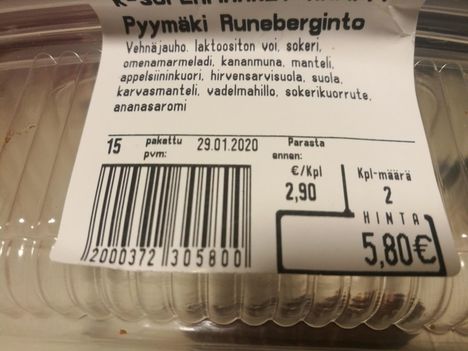 K-SUPERMARKET
Pyymäki Runeberginto
Vehnäjauho. laktoositon voi, sokeri,
omenamarmeladi, kananmuna, manteli,
appelsiininkuori, hirvensarvisuola, suola,
karvasmanteli, vadelmahillo, sokerikuorrute,
ananasaromi
15 pakattu pvm: 29.01.2020 Parasta ennen:
€/Kpl Kpl-määrä
2,90 2
HINTA
5,80€
2000372 305800